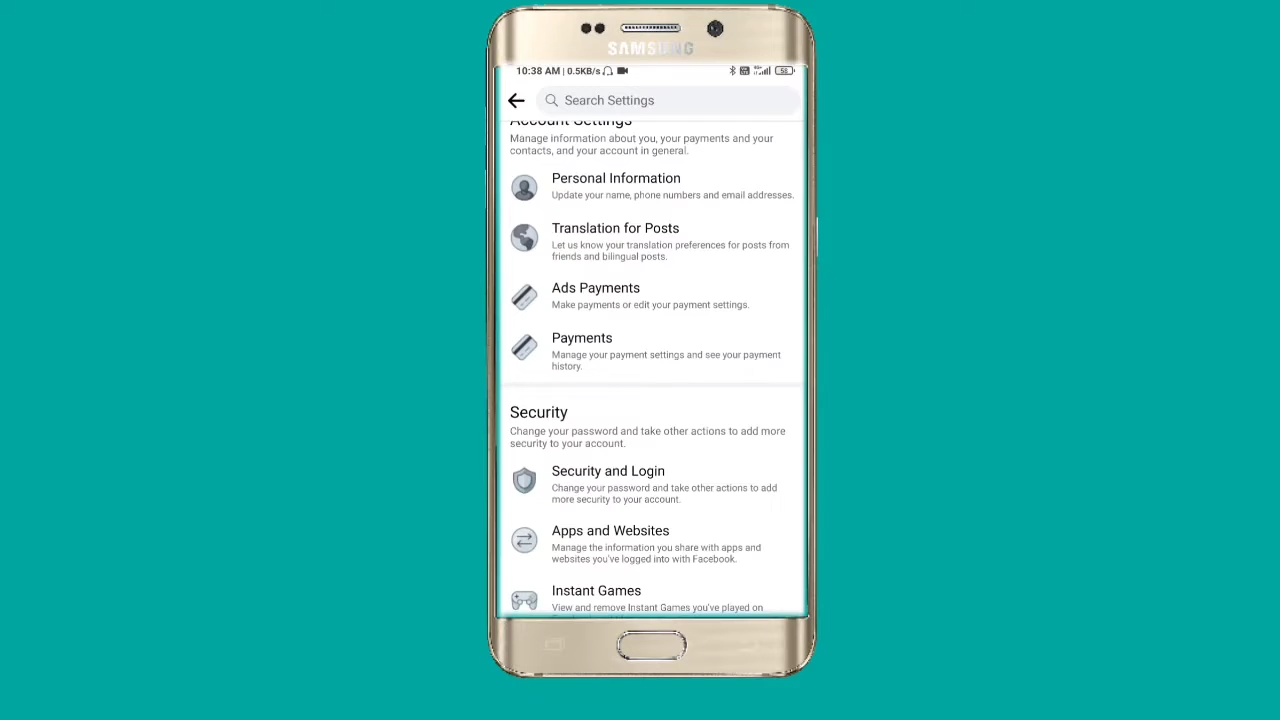 SAMSUNG
10:38 AM | 0.5KB/s
58
Search Settings
Account Settings
Manage information about you, your payments and your
contacts, and your account in general.
Personal Information
Update your name, phone numbers and email addresses.
Translation for Posts
Let us know your translation preferences for posts from
friends and bilingual posts.
Ads Payments
Make payments or edit your payment settings.
Payments
Manage your payment settings and see your payment
history.
Security
Change your password and take other actions to add more
security to your account.
Security and Login
Change your password and take other actions to add
more security to your account.
Apps and Websites
Manage the information you share with apps and
websites you've logged into with Facebook.
Instant Games
View and remove Instant Games you've played on